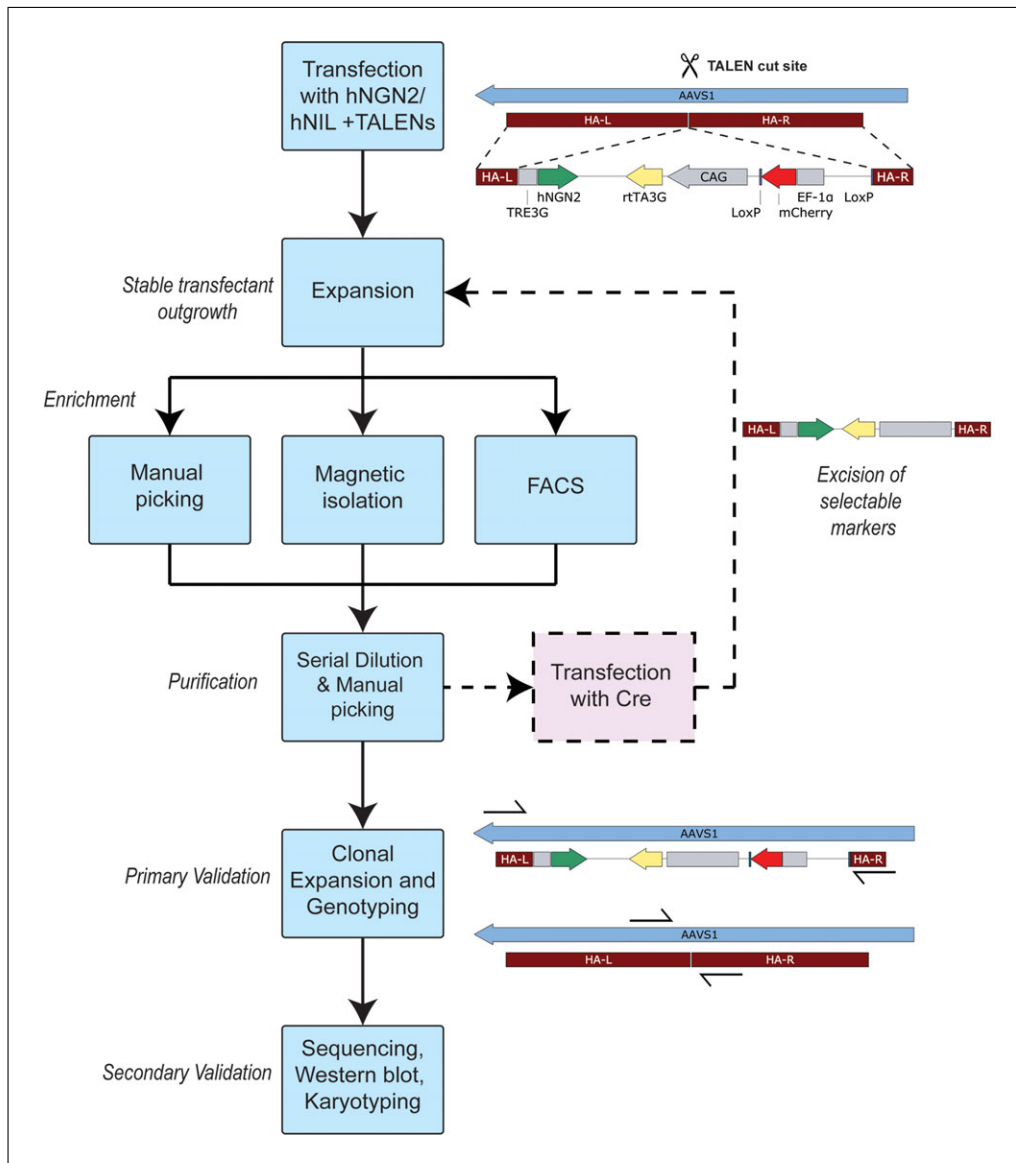 Transfection
with hNGN2/
hNIL +TALENs
TALEN cut site
AAVS1
HA-L
HA-R
HA-L
CAG
HA-R
hNGN2
rtTA3G
EF-1α
LoxP
TRE3G
LoxP
mCherry
Stable transfectant
outgrowth
Expansion
Enrichment
Manual
picking
Magnetic
isolation
FACS
HA-L
HA-R
Excision of
selectable
markers
Purification
Serial Dilution
& Manual
picking
Transfection
with Cre
Primary Validation
Clonal
Expansion and
Genotyping
AAVS1
HA-L
HA-R
AAVS1
HA-L
HA-R
Secondary Validation
Sequencing,
Western blot,
Karyotyping